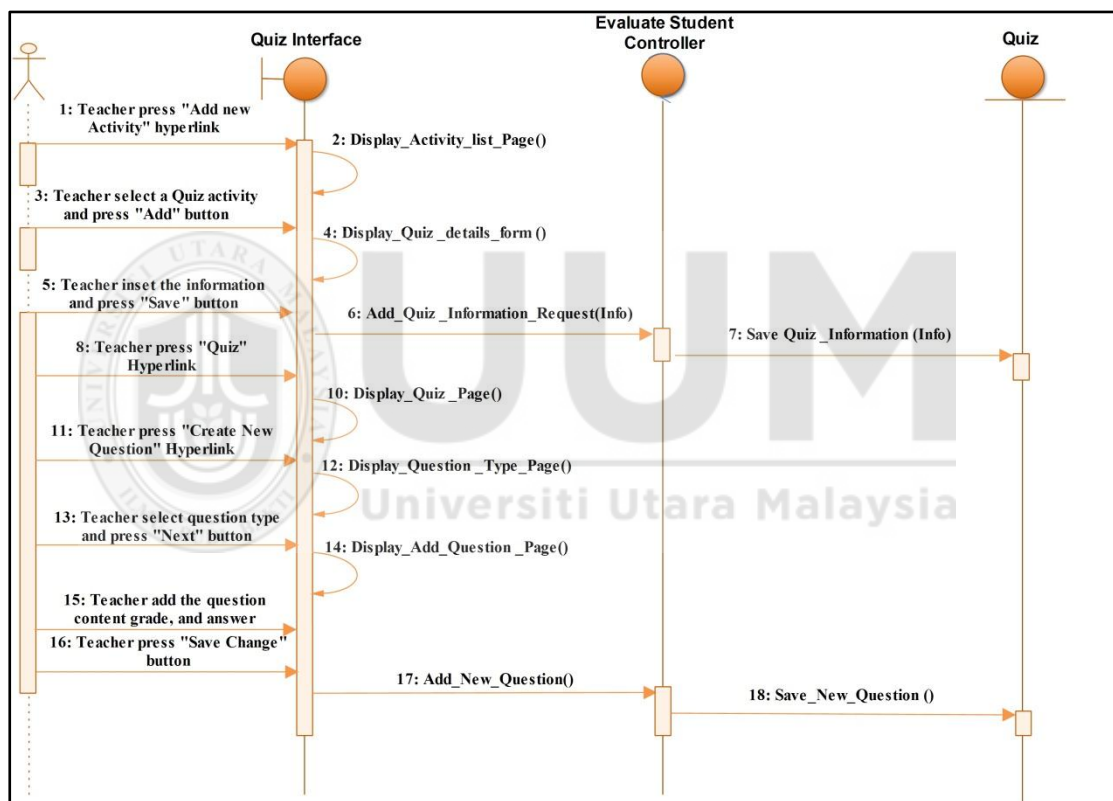 Quiz Interface
Evaluate Student
Controller
Quiz
1: Teacher press "Add new
Activity" hyperlink
2: Display_Activity_list_Page()
3: Teacher select a Quiz activity
and press "Add" button
4: Display_Quiz _details_form ()
5: Teacher inset the information
and press "Save" button
6: Add_Quiz _Information_Request(Info)
7: Save Quiz _Information (Info)
8: Teacher press "Quiz"
Hyperlink
10: Display_Quiz _Page()
11: Teacher press "Create New
Question" Hyperlink
12: Display_Question _Type_Page()
13: Teacher select question type
and press "Next" button
14: Display_Add_Question _Page()
15: Teacher add the question
content grade, and answer
16: Teacher press "Save Change"
button
17: Add_New_Question()
18: Save_New_Question ()
UUM
Universiti Utara Malaysia
UNIVERSITI UTARA MALAYSIA